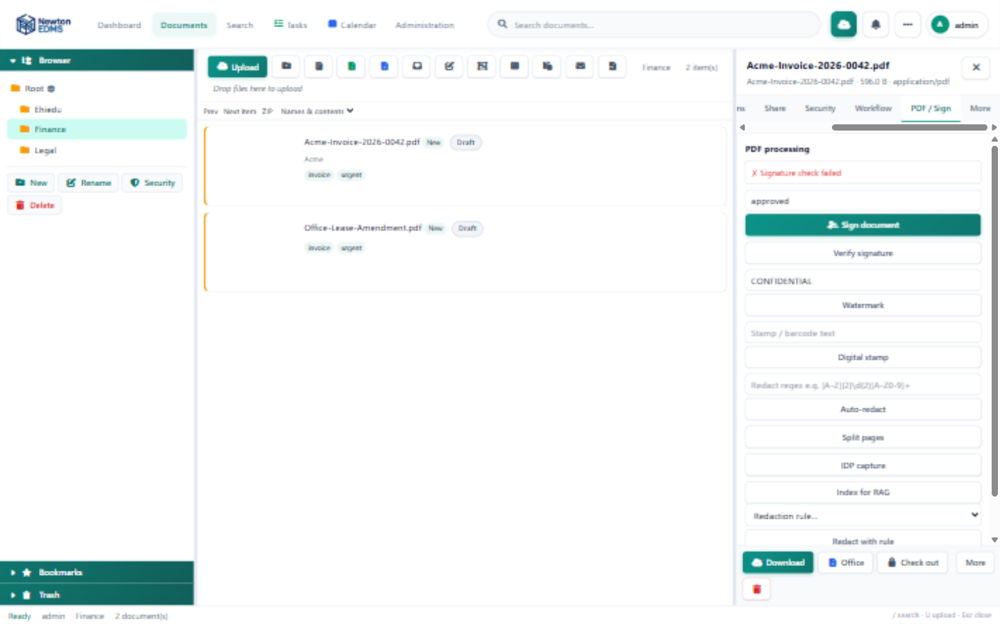 Newton EDMS
Dashboard Documents Search Tasks Calendar Administration
Search documents...
A admin
Browser
Root
Ehiedu
Finance
Legal
New Rename Security
Delete
Bookmarks
Trash
Upload
Finance 2 item(s)
Drop files here to upload
Prev Next item ZIP Names & contents
Acme-Invoice-2026-0042.pdf New Draft
Acme
invoice urgent
Office-Lease-Amendment.pdf New Draft
invoice urgent
Acme-Invoice-2026-0042.pdf
Acme-Invoice-2026-0042.pdf · 596.0 B · application/pdf
ns Share Security Workflow PDF / Sign More
PDF processing
✗ Signature check failed
approved
Sign document
Verify signature
CONFIDENTIAL
Watermark
Stamp / barcode text
Digital stamp
Redact regex e.g.
Auto-redact
Split pages
IDP capture
Index for RAG
Redaction rule...
Redact with rule
Download Office Check out More
Ready admin Finance 2 document(s)
/ search · U upload · Esc close